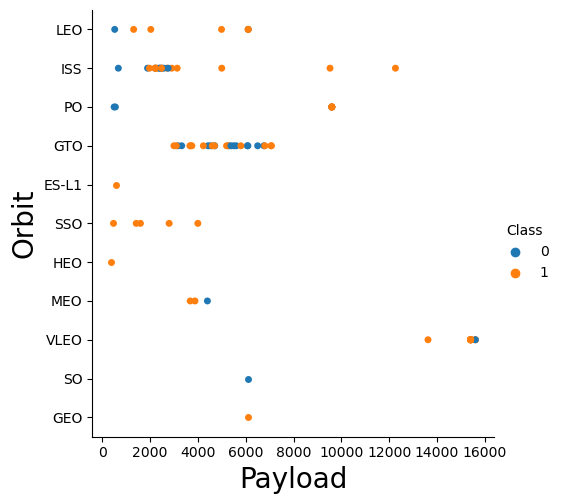 LEO
ISS
PO
GTO
ES-L1
SSO
HEO
MEO
VLEO
SO
GEO
Orbit
0 2000 4000 6000 8000 10000 12000 14000 16000
Payload
Class
0
1